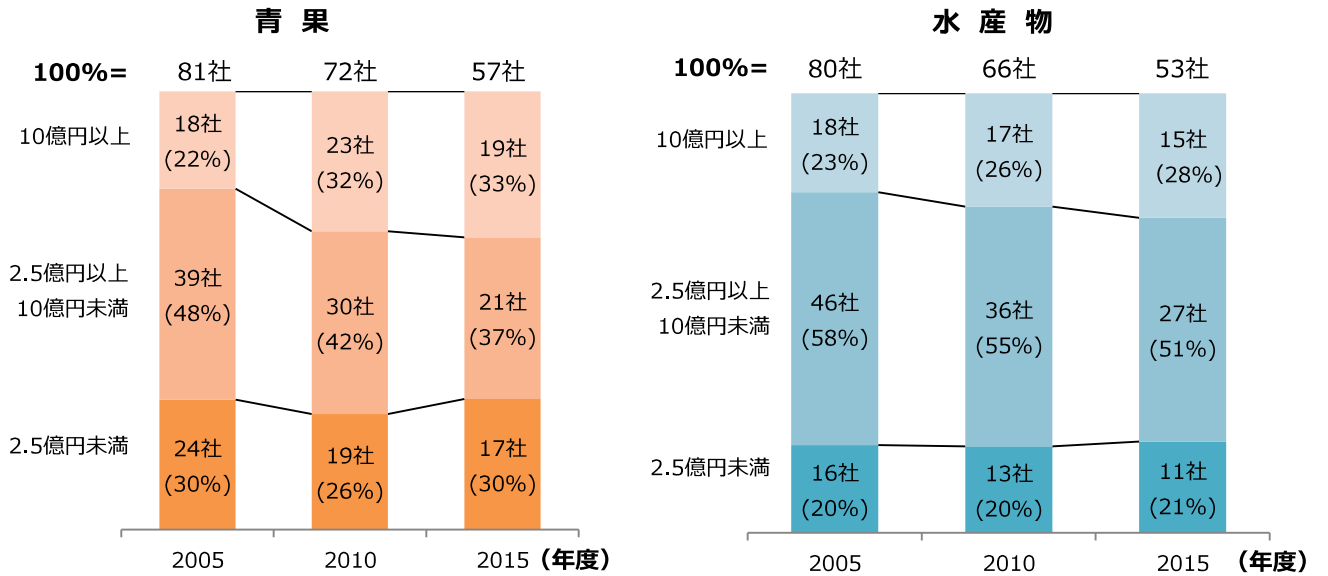 青 果
100%=
81社
72社
57社
10億円以上
18社
(22%)
23社
(32%)
19社
(33%)
2.5億円以上
10億円未満
39社
(48%)
30社
(42%)
21社
(37%)
2.5億円未満
24社
(30%)
19社
(26%)
17社
(30%)
2005
2010
2015
(年度)
水 産 物
100%=
80社
66社
53社
10億円以上
18社
(23%)
17社
(26%)
15社
(28%)
2.5億円以上
10億円未満
46社
(58%)
36社
(55%)
27社
(51%)
2.5億円未満
16社
(20%)
13社
(20%)
11社
(21%)
2005
2010
2015
(年度)